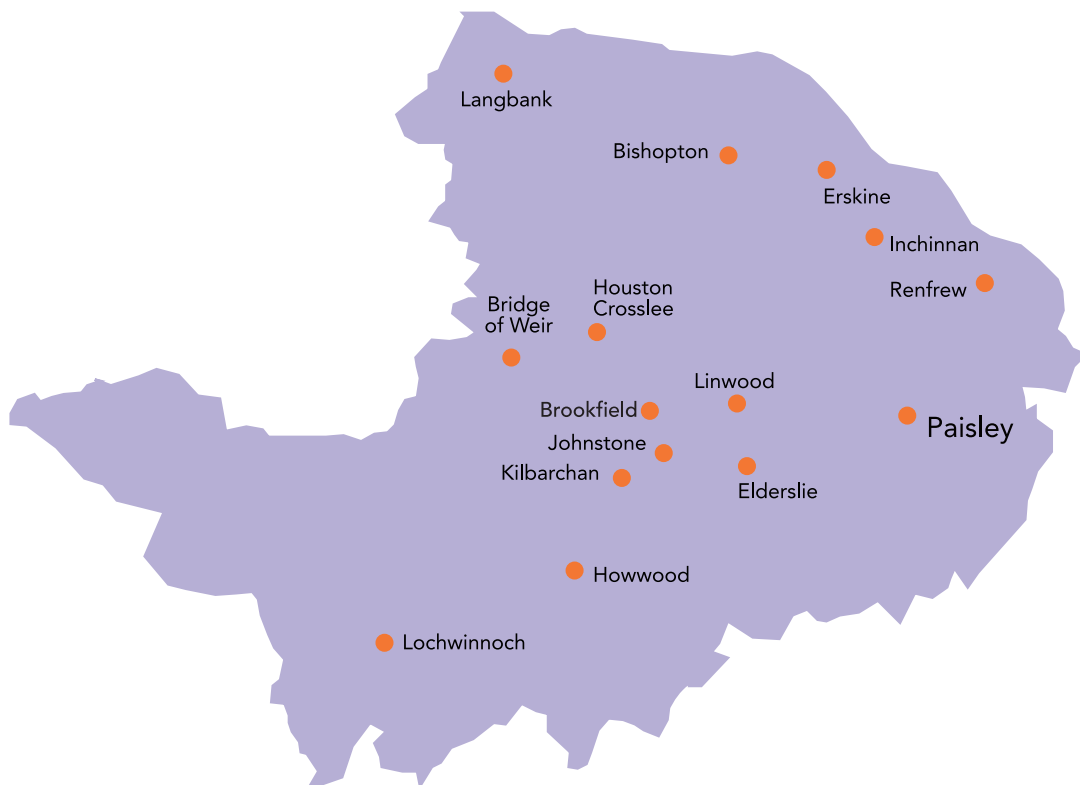 Langbank
Bishopton
Erskine
Inchinnan
Renfrew
Houston
Crosslee
Bridge
of Weir
Linwood
Brookfield
Paisley
Johnstone
Kilbarchan
Elderslie
Howwood
Lochwinnoch